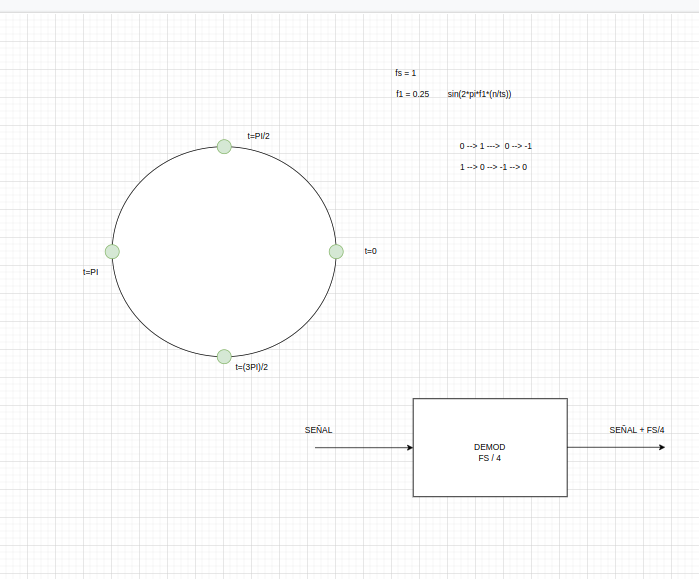 fs = 1
f1 = 0.25 sin(2*pi*f1*(n/ts))
t=PI/2
0 --> 1 ---> 0 --> -1
1 --> 0 --> -1 --> 0
t=0
t=PI
t=(3PI)/2
SEÑAL
SEÑAL + FS/4
DEMOD
FS / 4